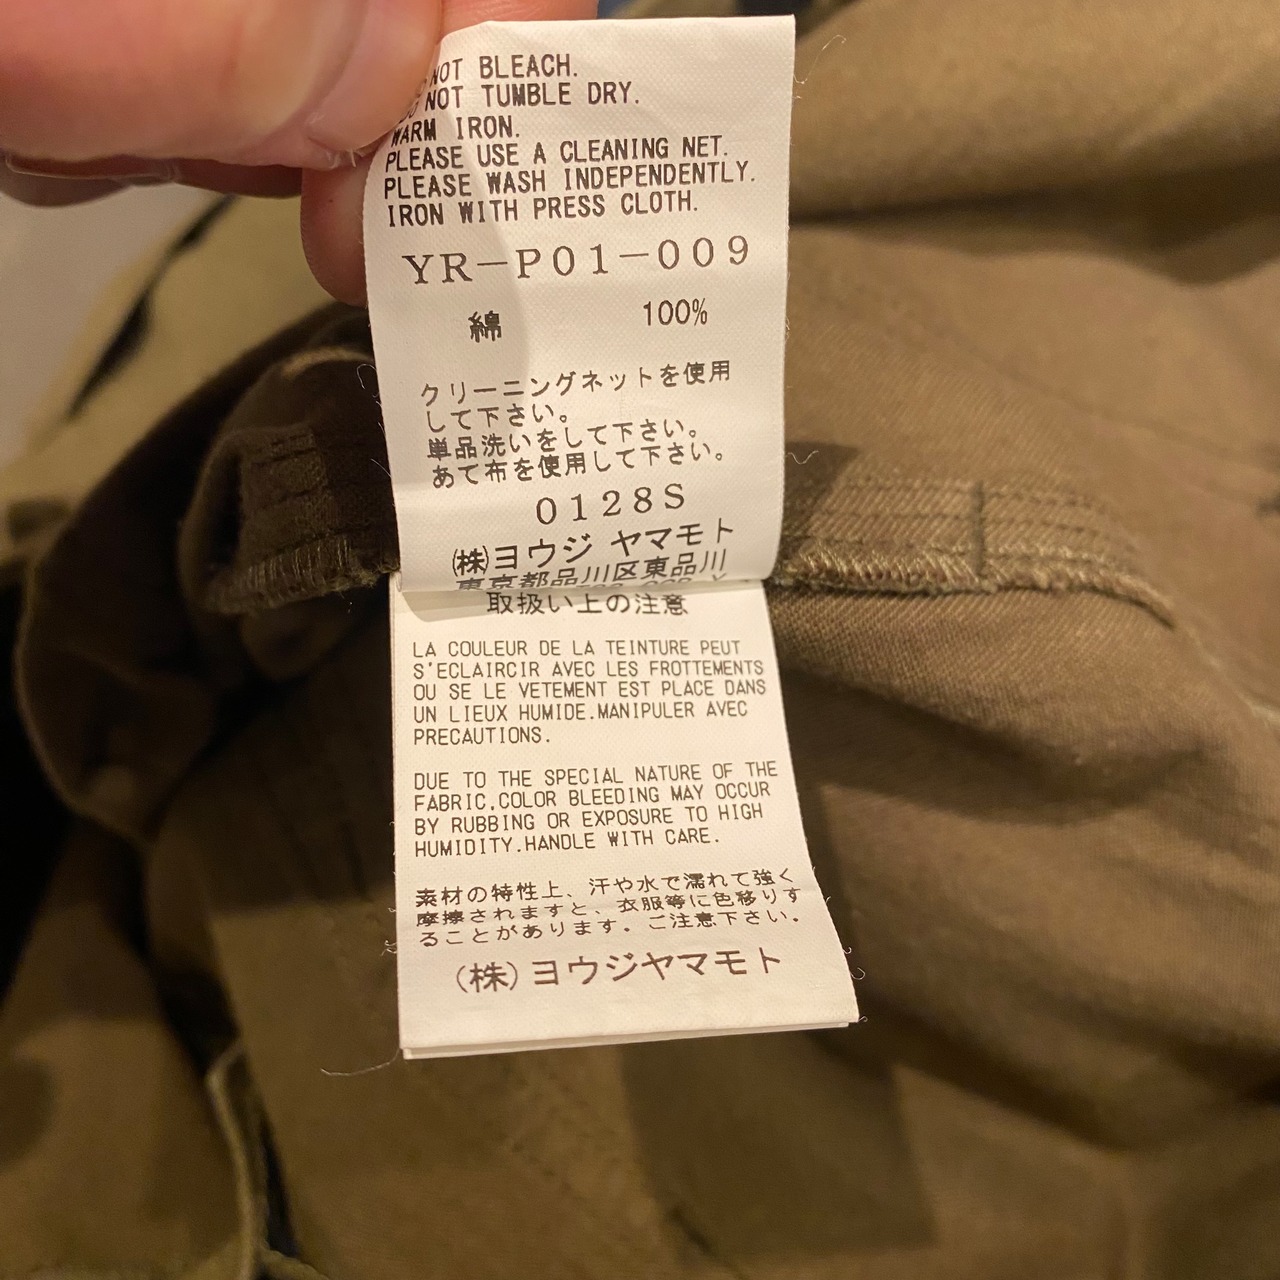 NOT BLEACH.
NOT TUMBLE DRY.
WARM IRON.
PLEASE USE A CLEANING NET.
PLEASE WASH INDEPENDENTLY.
IRON WITH PRESS CLOTH.
YR-P01-009
綿 100%
クリーニングネットを使用
して下さい。
単品洗いをして下さい。
あて布を使用して下さい。
0128S
㈱ヨウジ ヤマモト
東京都品川区東品川
取扱い上の注意
LA COULEUR DE LA TEINTURE PEUT
S'ECLAIRCIR AVEC LES FROTTEMENTS
OU SE LE VETEMENT EST PLACE DANS
UN LIEUX HUMIDE.MANIPULER AVEC
PRECAUTIONS.
DUE TO THE SPECIAL NATURE OF THE
FABRIC,COLOR BLEEDING MAY OCCUR
BY RUBBING OR EXPOSURE TO HIGH
HUMIDITY.HANDLE WITH CARE.
素材の特性上、汗や水で濡れて強く
摩擦されますと、衣服等に色移りす
ることがあります。ご注意下さい。
(株)ヨウジヤマモト